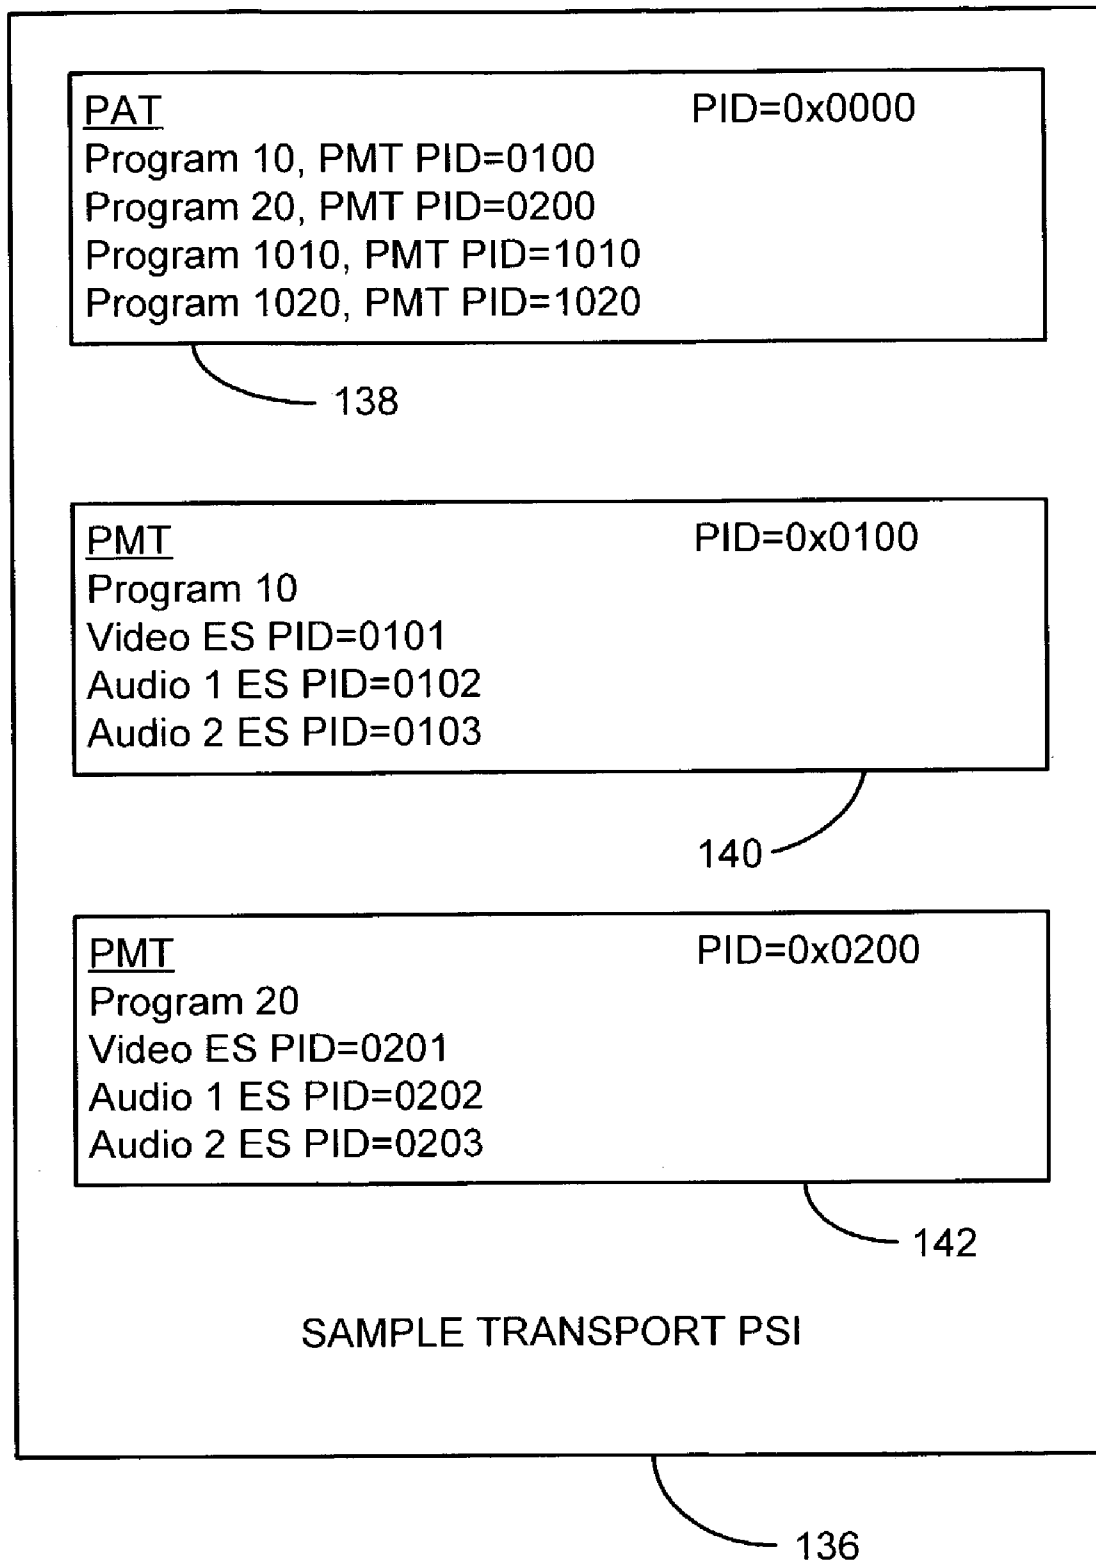 PAT PID=0x0000
Program 10, PMT PID=0100
Program 20, PMT PID=0200
Program 1010, PMT PID=1010
Program 1020, PMT PID=1020
138
PMT PID=0x0100
Program 10
Video ES PID=0101
Audio 1 ES PID=0102
Audio 2 ES PID=0103
140
PMT PID=0x0200
Program 20
Video ES PID=0201
Audio 1 ES PID=0202
Audio 2 ES PID=0203
142
SAMPLE TRANSPORT PSI
136